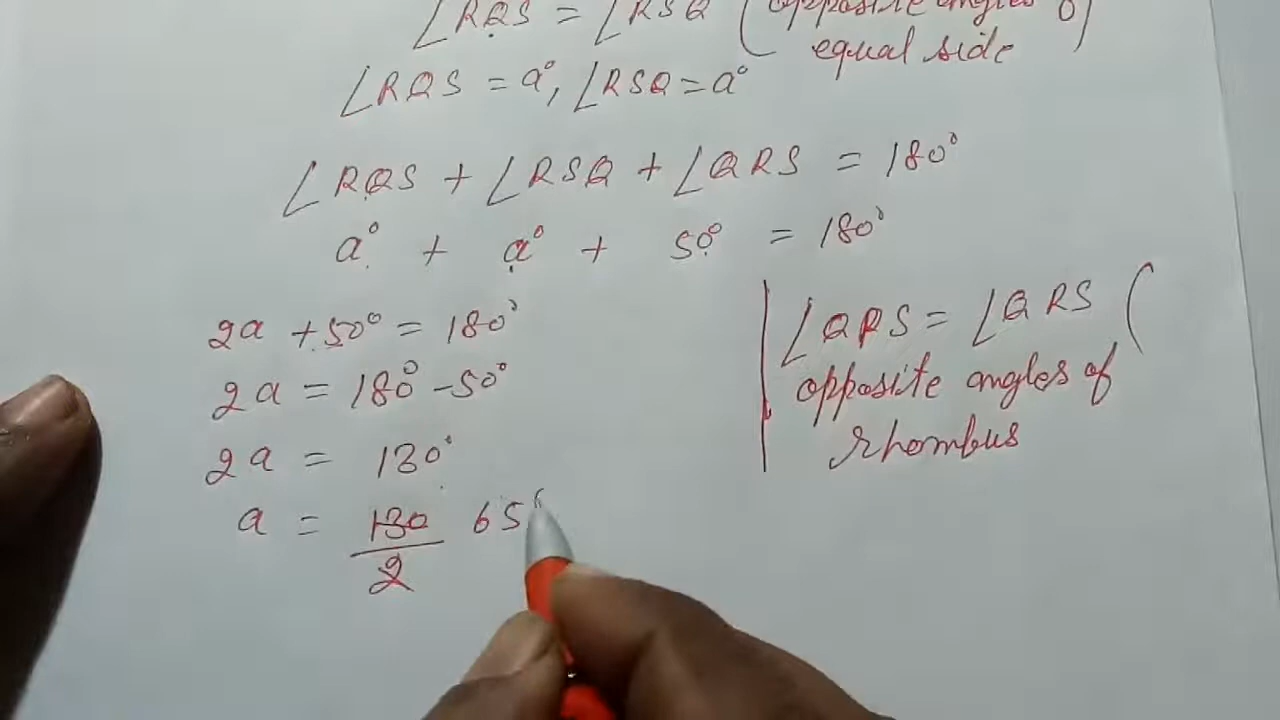 ∠RQS = ∠RSQ (opposite angles of
equal side)
∠RQS = a°, ∠RSQ = a°
∠RQS + ∠RSQ + ∠QRS = 180°
a° + a° + 50° = 180°
2a + 50° = 180°
2a = 180° - 50°
2a = 130°
a = 130/2 65°
∠QRS = ∠QRS (
opposite angles of
rhombus